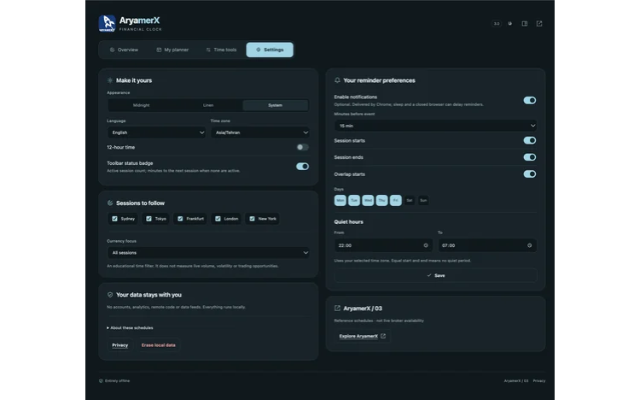 AryamerX
FINANCIAL CLOCK
Overview
My planner
Time tools
Settings
Make it yours
Appearance
Midnight
Linen
System
Language
Time zone
English
Asia/Tehran
12-hour time
Toolbar status badge
Active session count, minutes to the next session when none are active.
Sessions to follow
Sydney
Tokyo
Frankfurt
London
New York
Currency focus
All sessions
An educational time filter. It does not measure live volume, volatility or trading opportunities.
Your data stays with you
No accounts, analytics, remote code or data feeds. Everything runs locally.
About these schedules
Privacy
Erase local data
Your reminder preferences
Enable notifications
Optional. Delivered by Chrome; sleep and a closed browser can delay reminders.
Minutes before event
15 min
Session starts
Session ends
Overlap starts
Days
Mon
Tue
Wed
Thu
Fri
Sat
Sun
Quiet hours
From
To
22:00
07:00
Uses your selected time zone. Equal start and end means no quiet period.
Save
AryamerX / 03
Reference schedules · not live broker availability.
Explore AryamerX
Entirely offline
Privacy